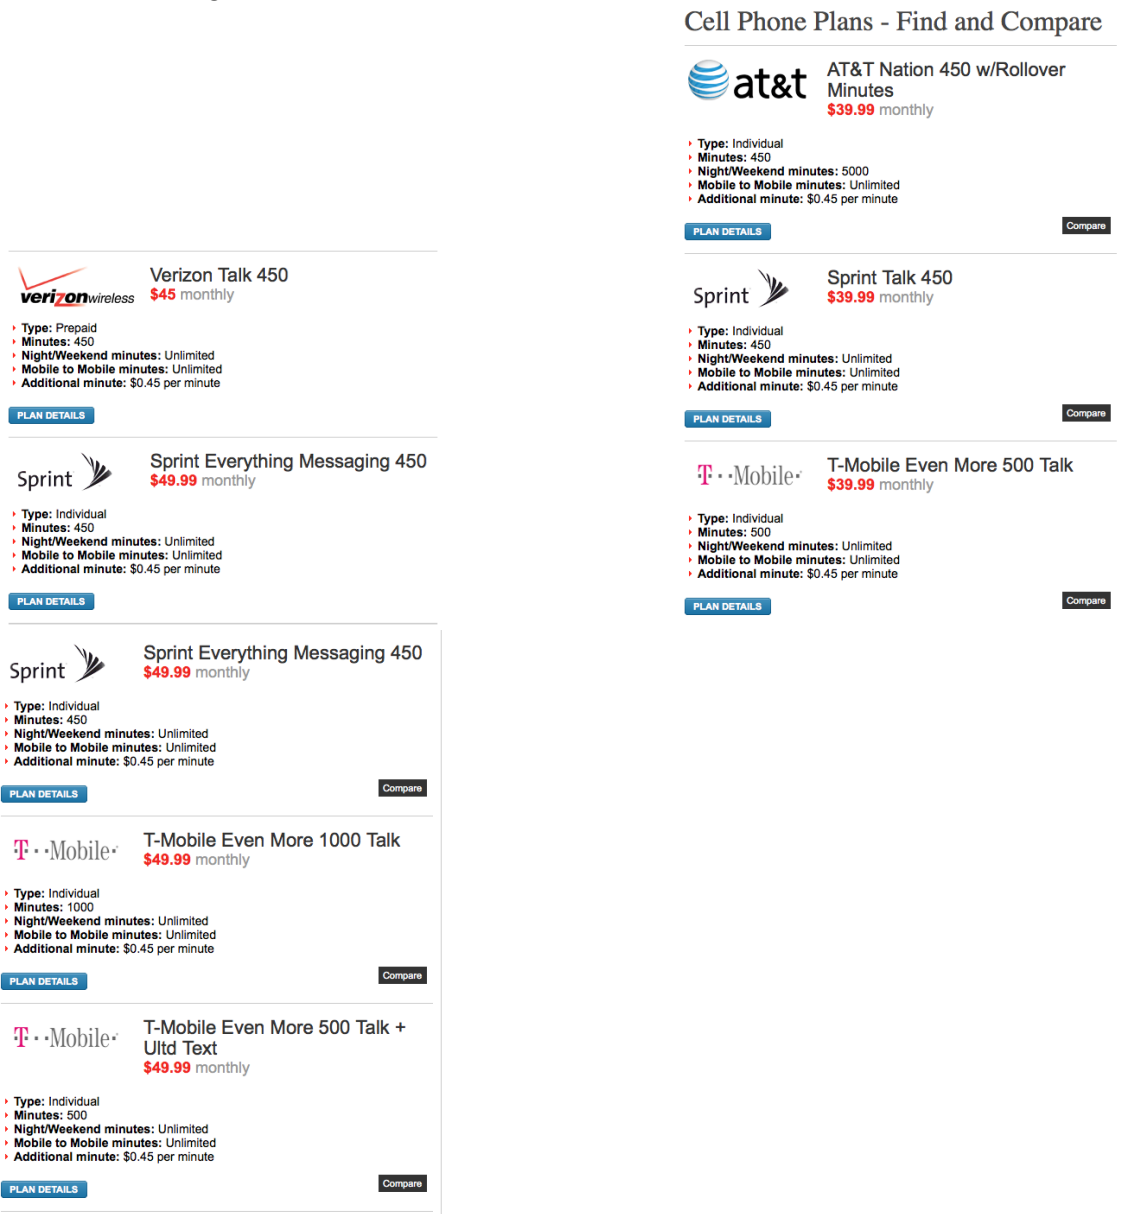 Cell Phone Plans - Find and Compare
at&t
AT&T Nation 450 w/Rollover
Minutes
$39.99 monthly
Type: Individual
Minutes: 450
Night/Weekend minutes: 5000
Mobile to Mobile minutes: Unlimited
Additional minute: $0.45 per minute
PLAN DETAILS
Compare
Sprint
Sprint Talk 450
$39.99 monthly
Type: Individual
Minutes: 450
Night/Weekend minutes: Unlimited
Mobile to Mobile minutes: Unlimited
Additional minute: $0.45 per minute
PLAN DETAILS
Compare
T··Mobile·
T-Mobile Even More 500 Talk
$39.99 monthly
Type: Individual
Minutes: 500
Night/Weekend minutes: Unlimited
Mobile to Mobile minutes: Unlimited
Additional minute: $0.45 per minute
PLAN DETAILS
Compare
verizonwireless
Verizon Talk 450
$45 monthly
Type: Prepaid
Minutes: 450
Night/Weekend minutes: Unlimited
Mobile to Mobile minutes: Unlimited
Additional minute: $0.45 per minute
PLAN DETAILS
Sprint
Sprint Everything Messaging 450
$49.99 monthly
Type: Individual
Minutes: 450
Night/Weekend minutes: Unlimited
Mobile to Mobile minutes: Unlimited
Additional minute: $0.45 per minute
PLAN DETAILS
Sprint
Sprint Everything Messaging 450
$49.99 monthly
Type: Individual
Minutes: 450
Night/Weekend minutes: Unlimited
Mobile to Mobile minutes: Unlimited
Additional minute: $0.45 per minute
PLAN DETAILS
Compare
T··Mobile·
T-Mobile Even More 1000 Talk
$49.99 monthly
Type: Individual
Minutes: 1000
Night/Weekend minutes: Unlimited
Mobile to Mobile minutes: Unlimited
Additional minute: $0.45 per minute
PLAN DETAILS
Compare
T··Mobile·
T-Mobile Even More 500 Talk +
Ultd Text
$49.99 monthly
Type: Individual
Minutes: 500
Night/Weekend minutes: Unlimited
Mobile to Mobile minutes: Unlimited
Additional minute: $0.45 per minute
PLAN DETAILS
Compare